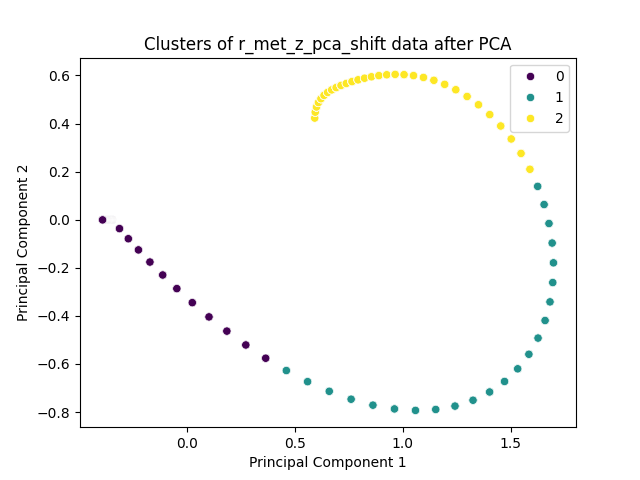 Clusters of r_met_z_pca_shift data after PCA
0
1
2
0.6
0.4
0.2
0.0
−0.2
−0.4
−0.6
−0.8
Principal Component 2
0.0 0.5 1.0 1.5
Principal Component 1